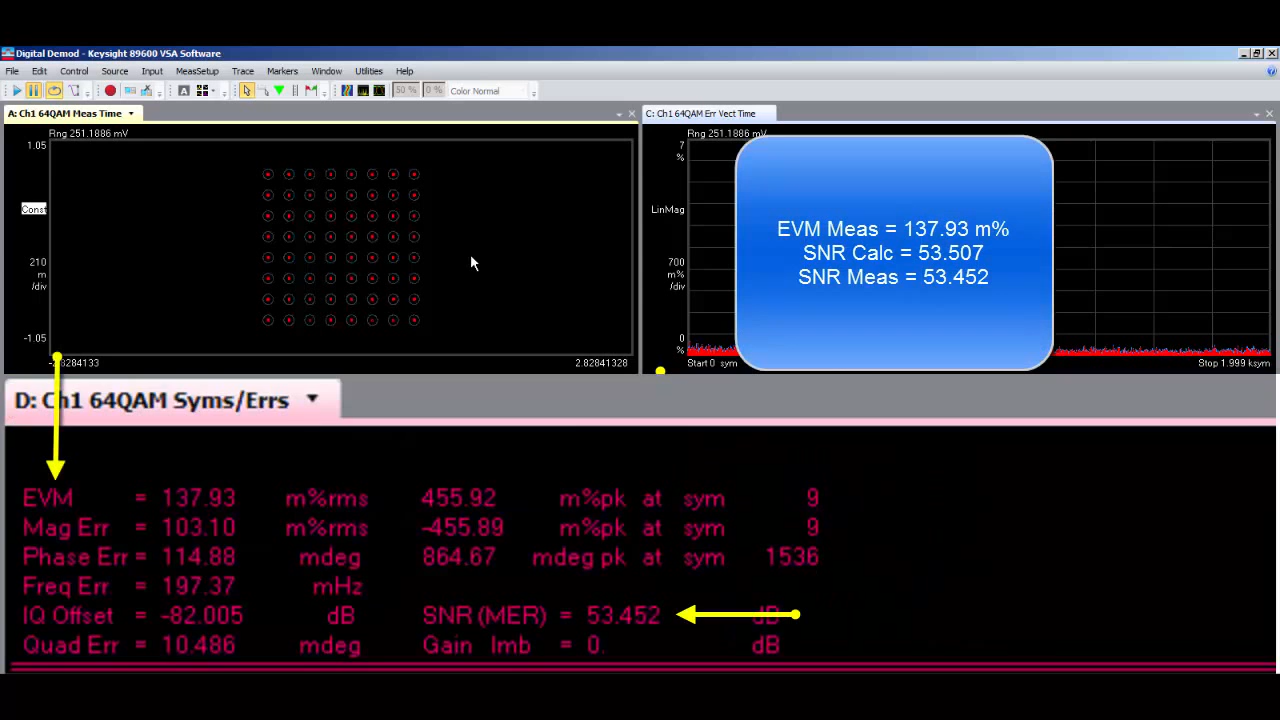 Digital Demod - Keysight 89600 VSA Software
File Edit Control Source Input MeasSetup Trace Markers Window Utilities Help
A 50 % 0 % Color Normal
A: Ch1 64QAM Meas Time
C: Ch1 64QAM Err Vect Time
Rng 251.1886 mV
1.05
Const
210
m
/div
-1.05
2.82841328
Rng 251.1886 mV
7
%
LinMag
700
m%
/div
0
%
Start 0 sym
Stop 1.999 ksym
EVM Meas = 137.93 m%
SNR Calc = 53.507
SNR Meas = 53.452
D: Ch1 64QAM Syms/Errs
EVM = 137.93 m%rms 455.92 m%pk at sym 9
Mag Err = 103.10 m%rms -455.89 m%pk at sym 9
Phase Err = 114.88 mdeg 864.67 mdeg pk at sym 1536
Freq Err = 197.37 mHz
IQ Offset = -82.005 dB SNR (MER) = 53.452 dB
Quad Err = 10.486 mdeg Gain Imb = 0. dB